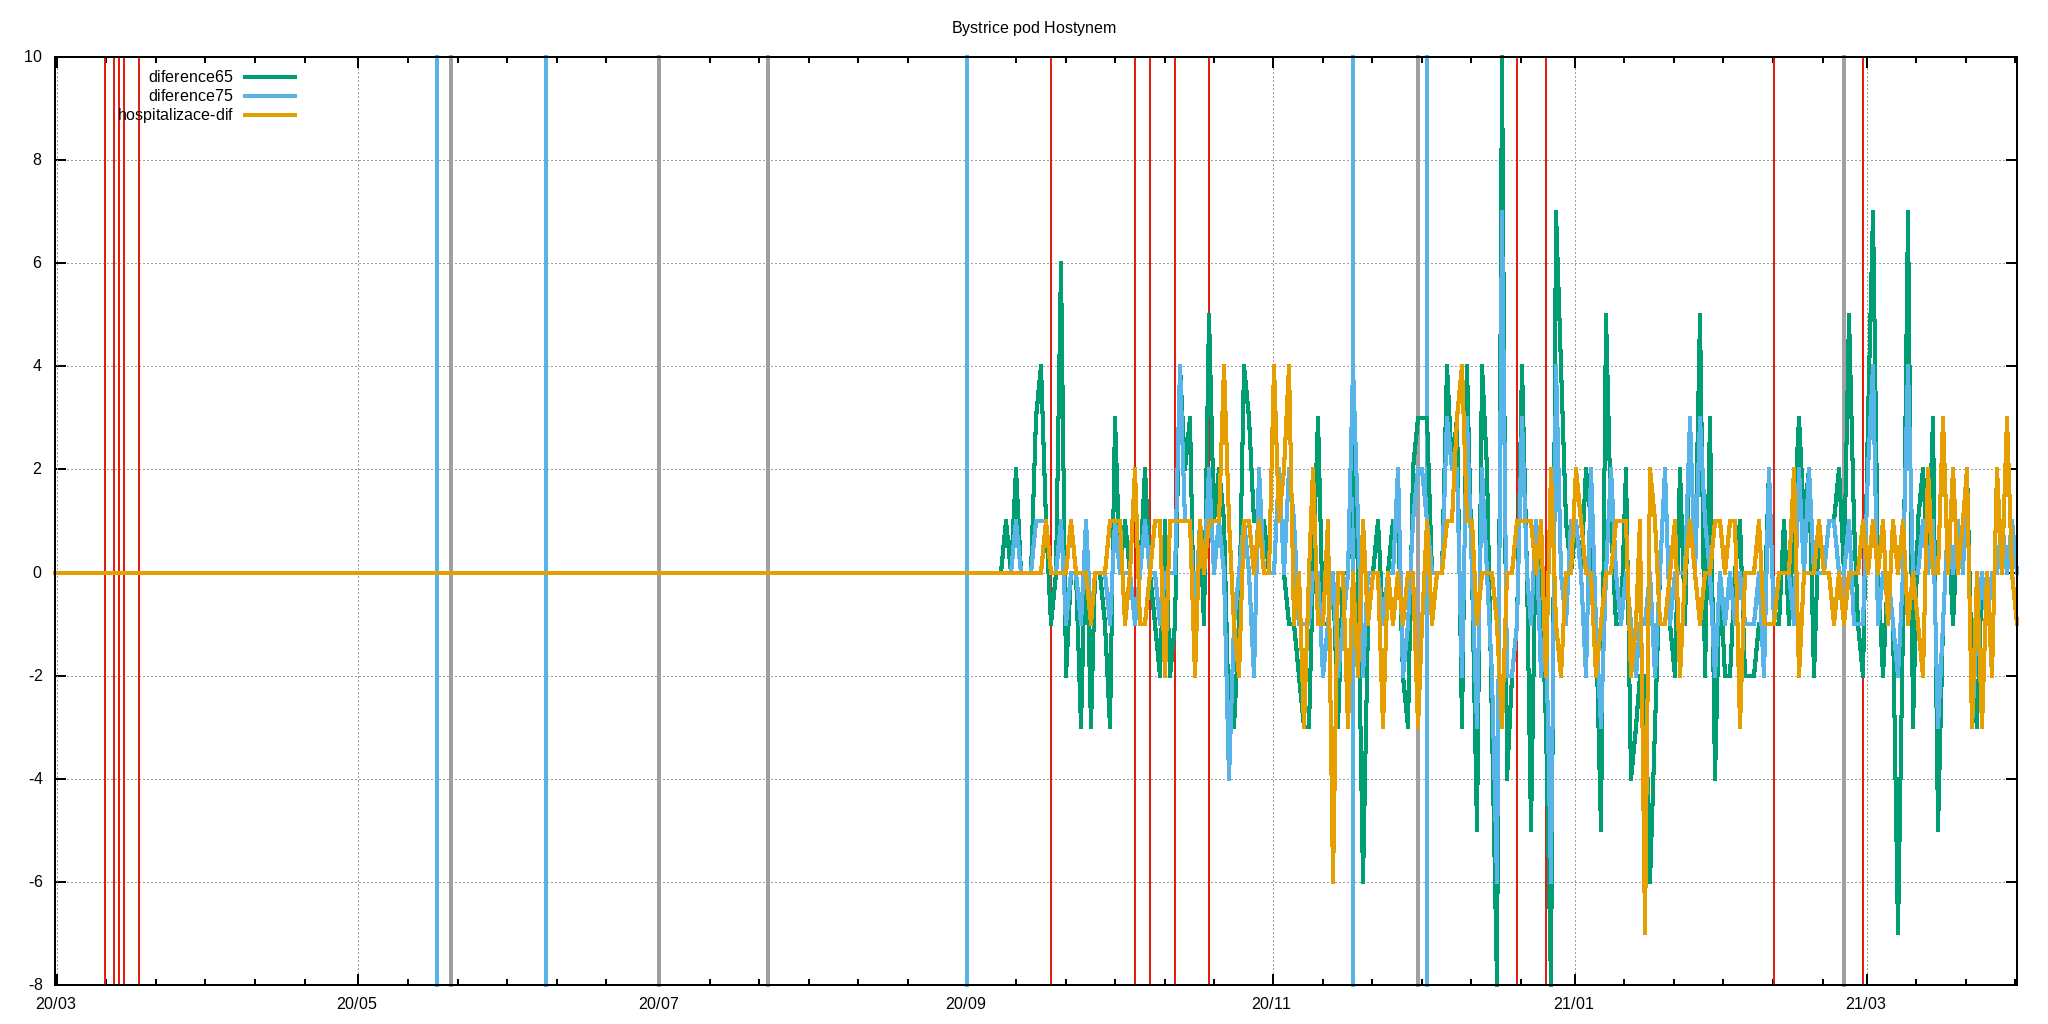 Bystrice pod Hostynem
10
8
6
4
2
0
-2
-4
-6
-8
diference65
diference75
hospitalizace-dif
20/03 20/05 20/07 20/09 20/11 21/01 21/03